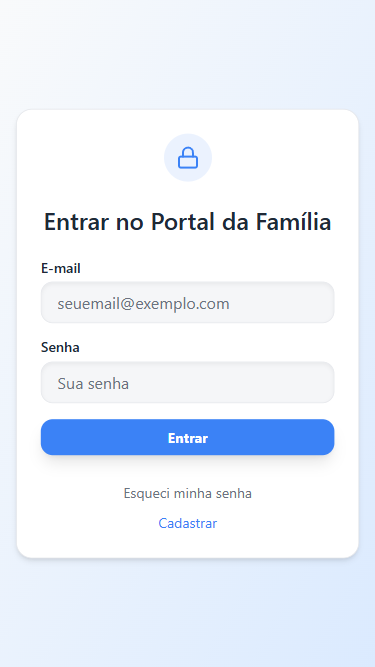 Entrar no Portal da Família
E-mail
seuemail@exemplo.com
Senha
Sua senha
Entrar
Esqueci minha senha
Cadastrar